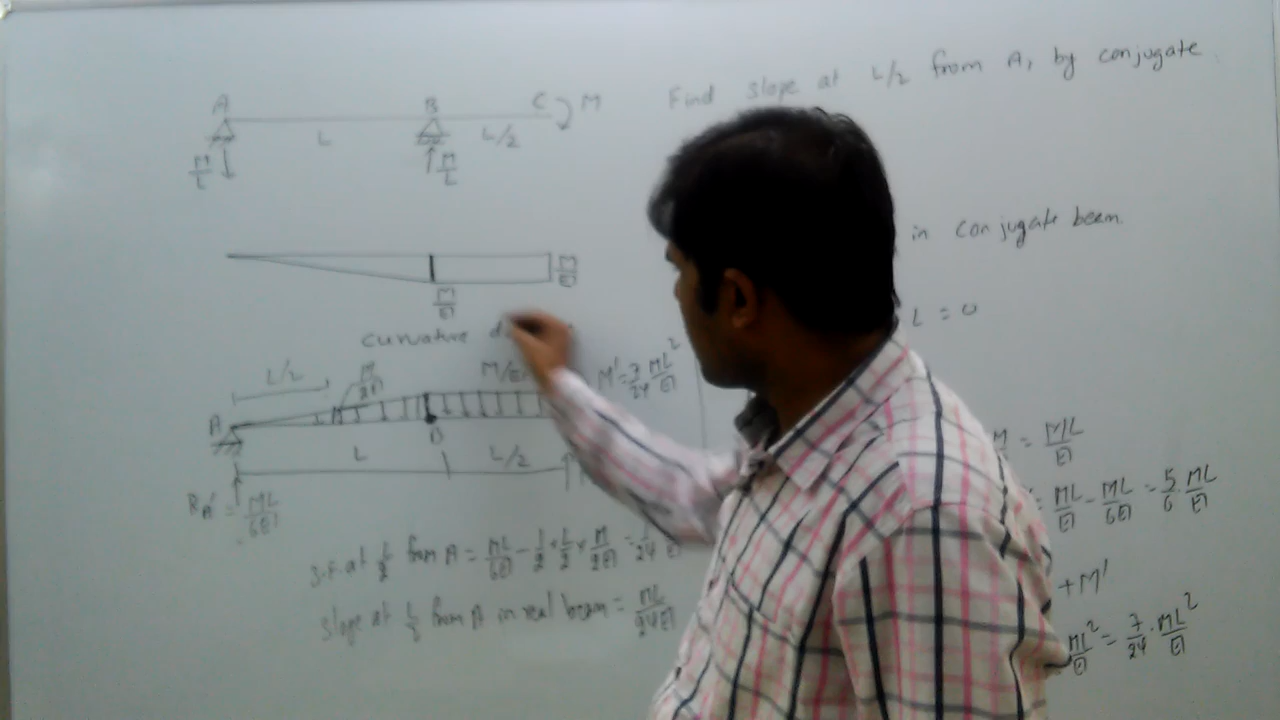 Find slope at L/2 from A, by conjugate
A B C M
L L/2
M/L M/L
in conjugate beam.
M/EI
M/EI
curvature
L = 0
L/2 M/2EI M/EI M' = 7/24 ML²/EI
A B
L L/2
= ML/EI
R_A' = ML/6EI
= ML/EI - ML/6EI = 5/6 . ML/EI
S.F. at L/2 from A = ML/6EI - 1/2 × L/2 × M/2EI =
+ M'
slope at L/2 from A in real beam = ML/24EI
ML²/EI = 7/24 . ML²/EI